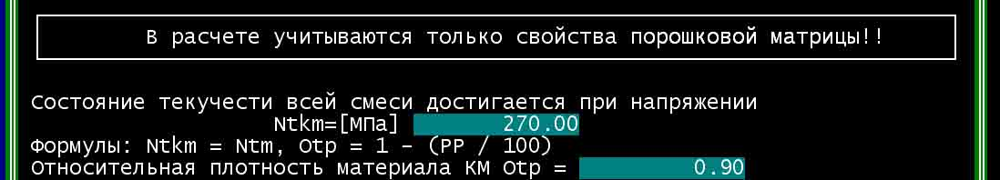 В расчете учитываются только свойства порошковой матрицы!!
Состояние текучести всей смеси достигается при напряжении
Ntkm=[МПа] 270.00
Формулы: Ntkm = Ntm, Otp = 1 - (PP / 100)
Относительная плотность материала КМ Otp = 0.90